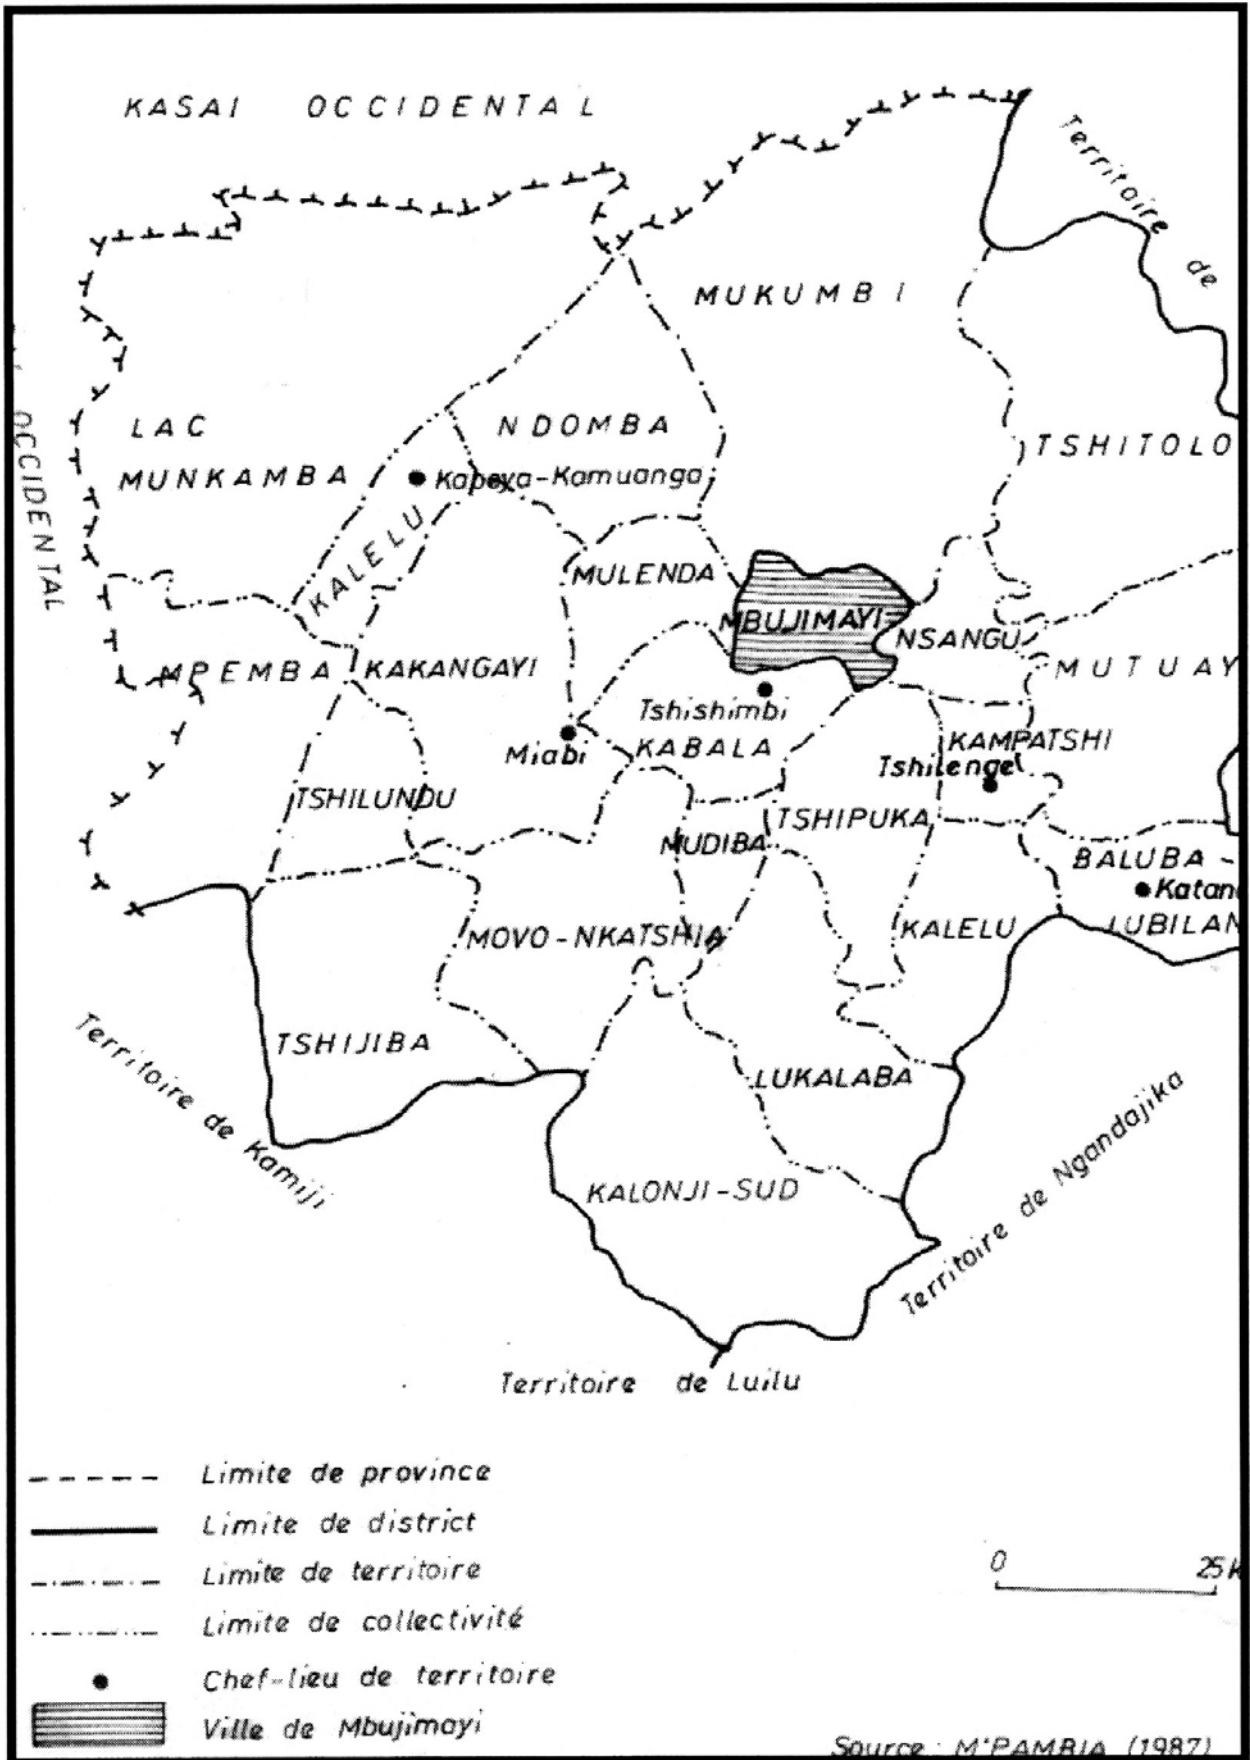 KASAI OCCIDENTAL
Territoire de
MUKUMBI
OCCIDENTAL
LAC
MUNKAMBA
NDOMBA
TSHITOLO
Kabeya-Kamuanga
KALELU
MULENDA
MBUJIMAYI
NSANGU
MPEMBA
KAKANGAYI
MUTUAY
Tshishimbi
Miabi
KABALA
KAMPATSHI
Tshilenge
TSHILUNDU
TSHIPUKA
MUDIBA
BALUBA -
Katan
LUBILAN
MOVO-NKATSHIA
KALELU
Territoire de Kamiji
TSHIJIBA
LUKALABA
KALONJI-SUD
Territoire de Ngandajika
Territoire de Luilu
Limite de province
Limite de district
Limite de territoire
Limite de collectivité
Chef-lieu de territoire
Ville de Mbujimayi
0 25 k
Source: M'PAMBIA (1987)